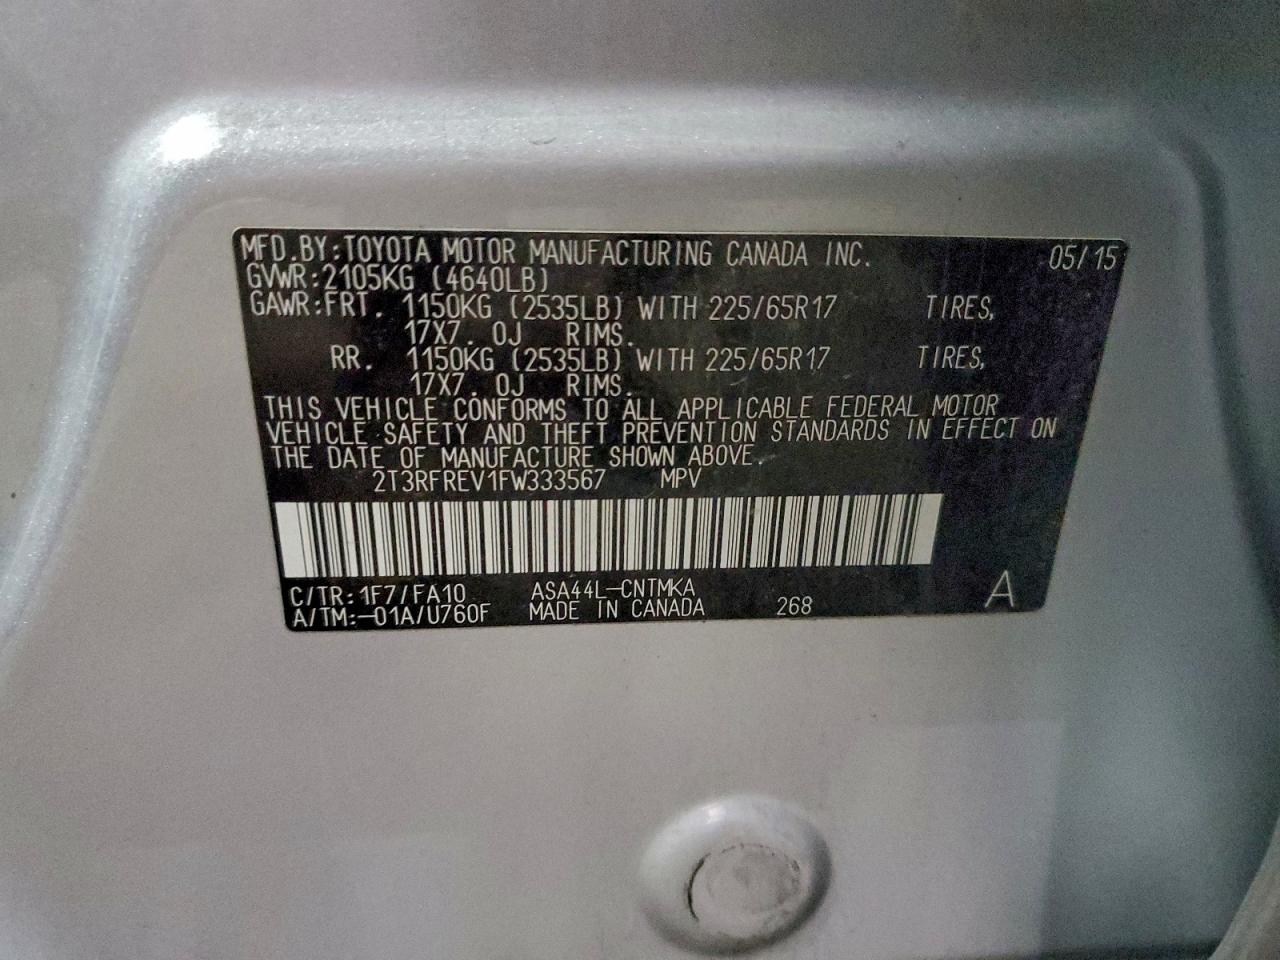 MFD.BY:TOYOTA MOTOR MANUFACTURING CANADA INC. 05/15
GVWR:2105KG (4640LB)
GAWR:FRT. 1150KG (2535LB) WITH 225/65R17 TIRES,
17X7. 0J RIMS.
RR. 1150KG (2535LB) WITH 225/65R17 TIRES,
17X7. 0J RIMS.
THIS VEHICLE CONFORMS TO ALL APPLICABLE FEDERAL MOTOR
VEHICLE SAFETY AND THEFT PREVENTION STANDARDS IN EFFECT ON
THE DATE OF MANUFACTURE SHOWN ABOVE.
2T3RFREV1FW333567 MPV
C/TR:1F7/FA10 ASA44L-CNTMKA
A/TM:-01A/U760F MADE IN CANADA 268 A